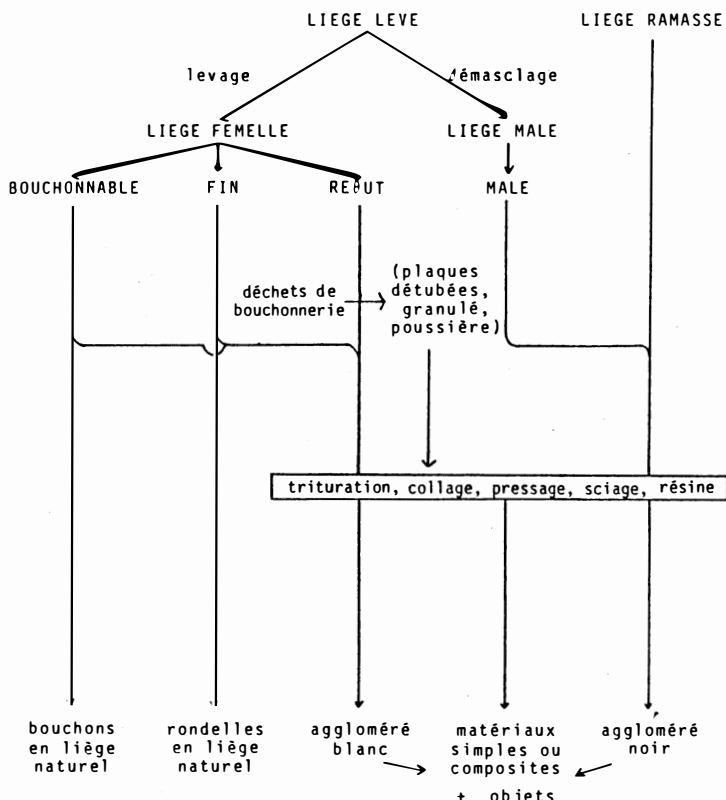 LIEGE LEVE
LIEGE RAMASSE
levage
démasclage
LIEGE FEMELLE
LIEGE MALE
BOUCHONNABLE
FIN
REBUT
MALE
déchets de
bouchonnerie
(plaques
détubées,
granulé,
poussière)
trituration, collage, pressage, sciage, résine
bouchons
en liège
naturel
rondelles
en liège
naturel
aggloméré
blanc
matériaux
simples ou
composites
+ objets
aggloméré
noir